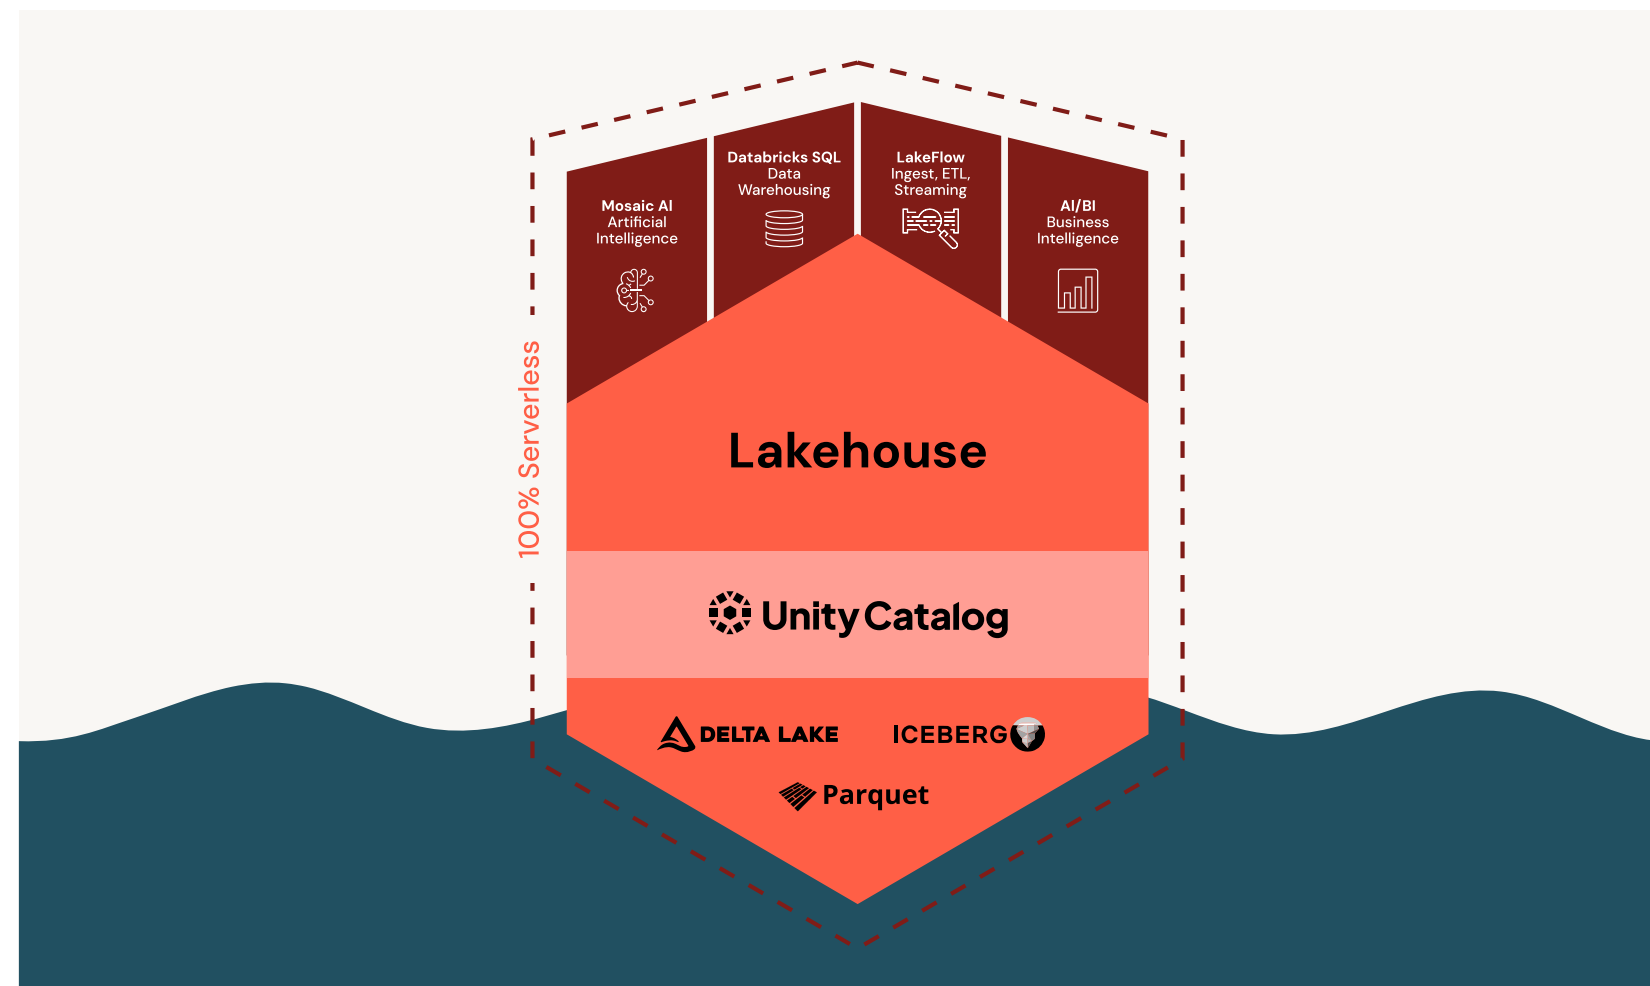 Databricks SQL
Data
Warehousing
LakeFlow
Ingest, ETL,
Streaming
Mosaic AI
Artificial
Intelligence
AI/BI
Business
Intelligence
100% Serverless
Lakehouse
Unity Catalog
DELTA LAKE
ICEBERG
Parquet